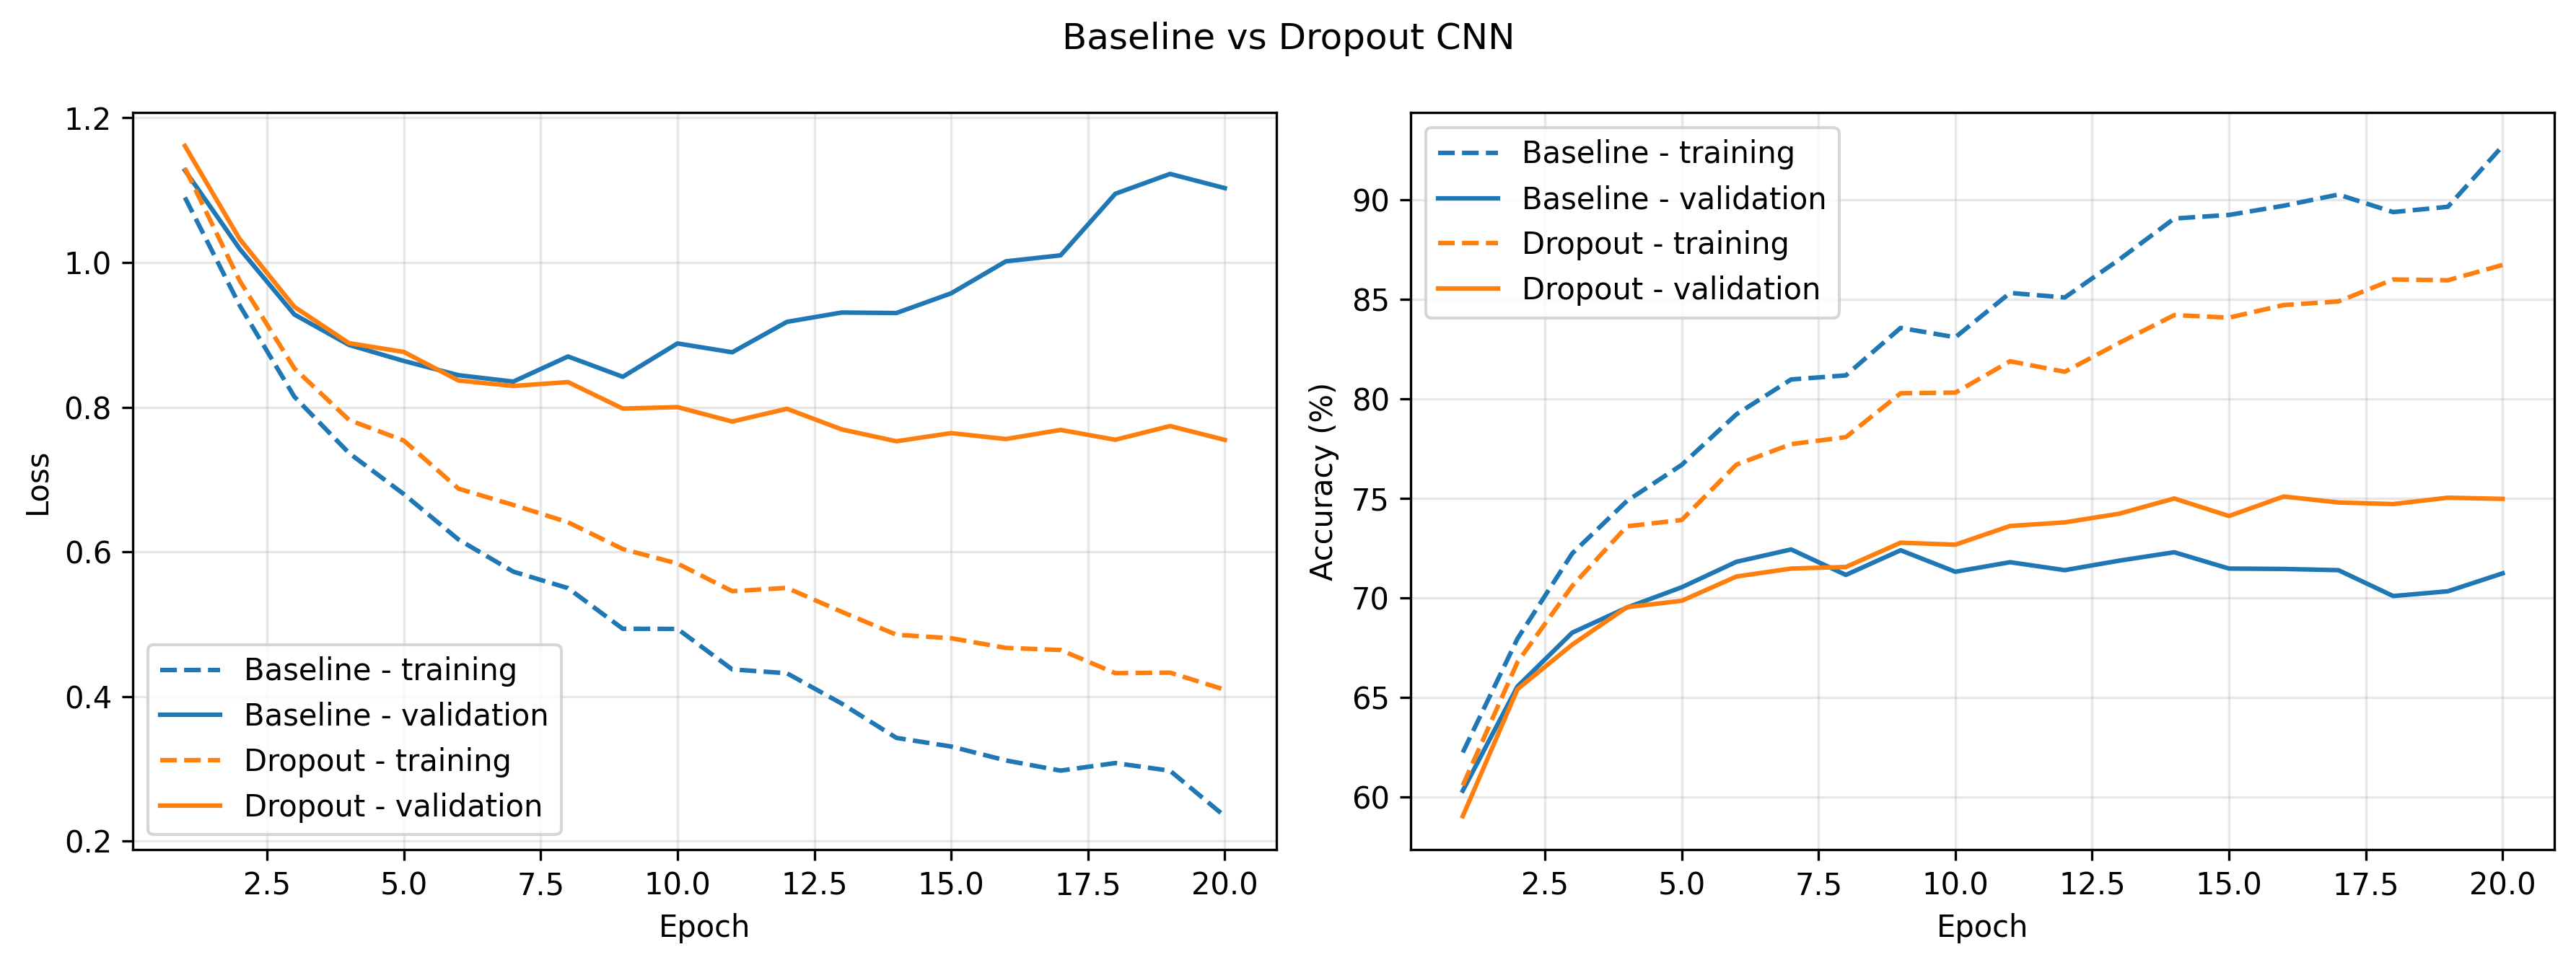 Baseline vs Dropout CNN
1.2
1.0
0.8
0.6
0.4
0.2
Loss
Baseline - training
Baseline - validation
Dropout - training
Dropout - validation
2.5 5.0 7.5 10.0 12.5 15.0 17.5 20.0
Epoch
90
85
80
75
70
65
60
Accuracy (%)
Baseline - training
Baseline - validation
Dropout - training
Dropout - validation
2.5 5.0 7.5 10.0 12.5 15.0 17.5 20.0
Epoch